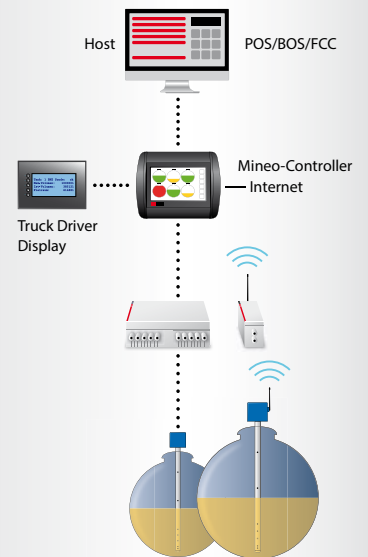 Host
POS/BOS/FCC
Mineo-Controller
Internet
Truck Driver
Display